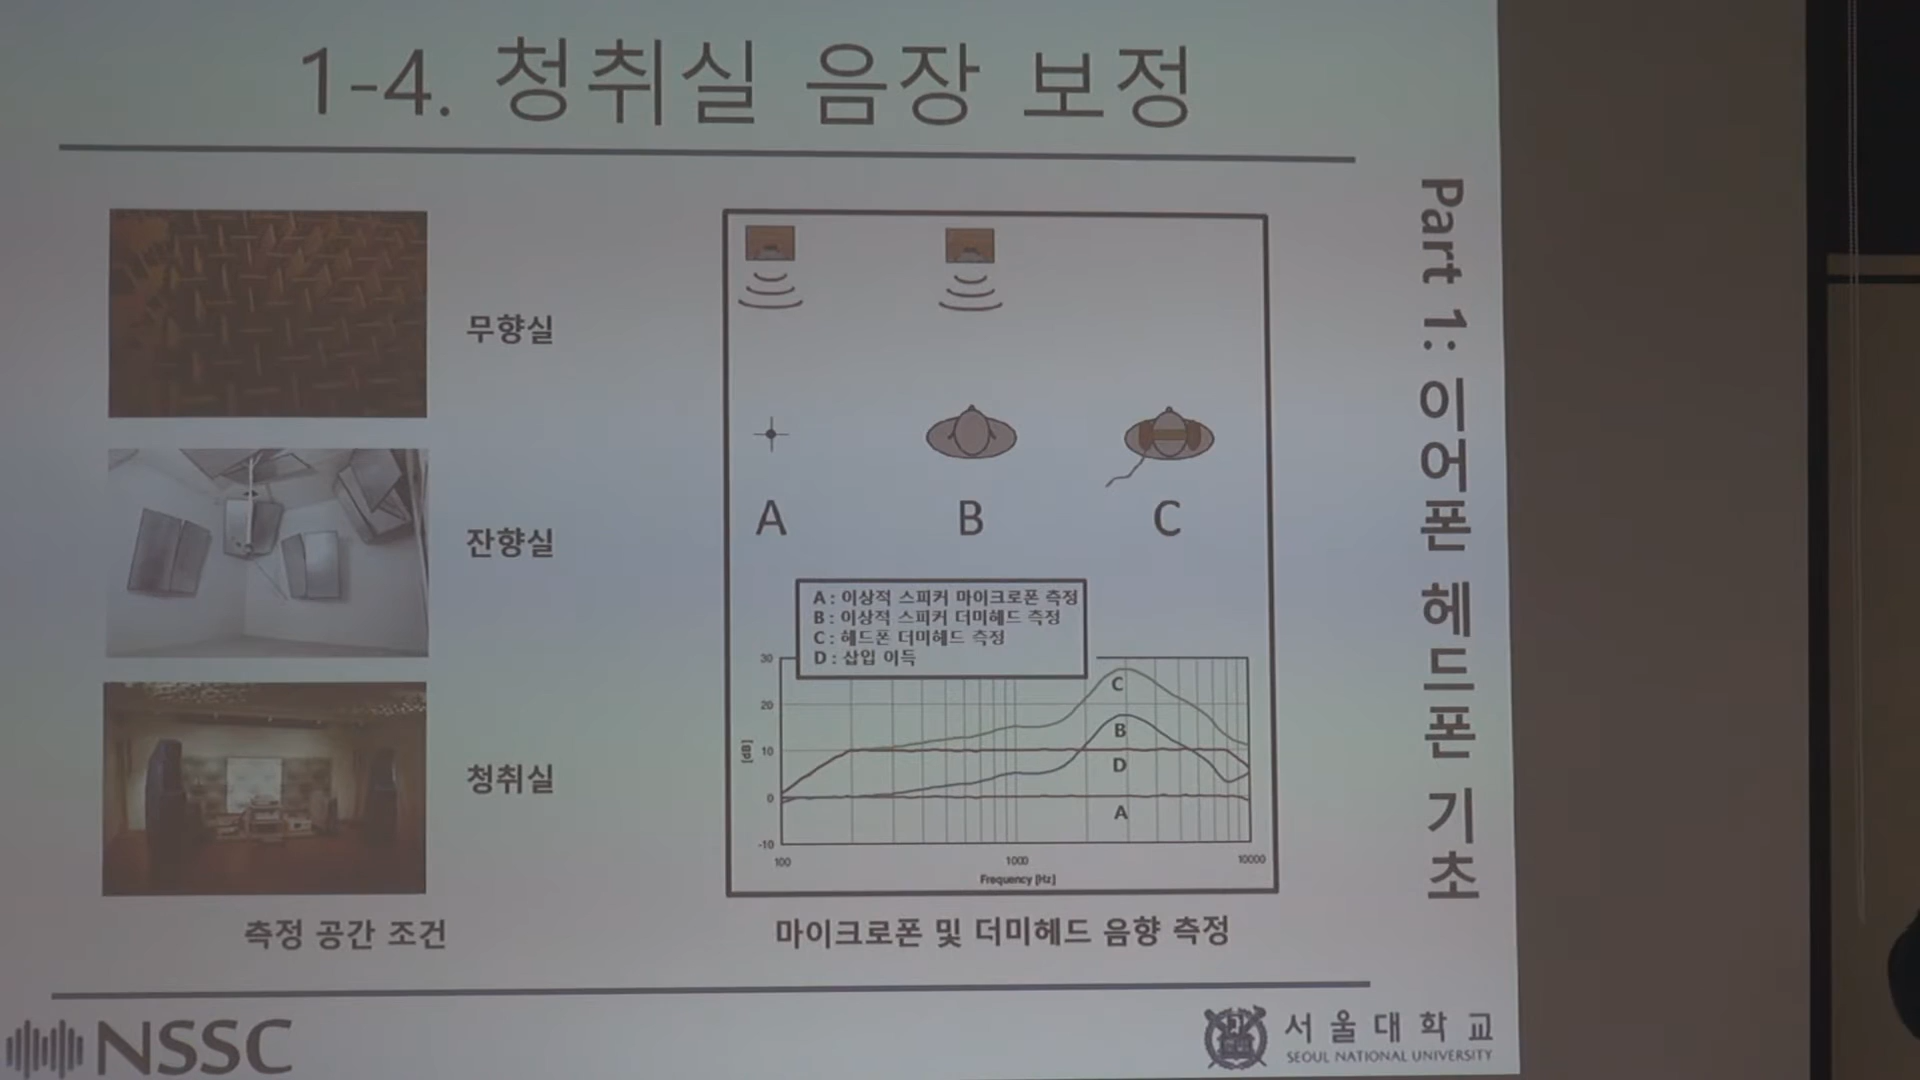 1-4. 청취실 음장 보정
무향실
잔향실
청취실
측정 공간 조건
A
B
C
A : 이상적 스피커 마이크로폰 측정
B : 이상적 스피커 더미헤드 측정
C : 헤드폰 더미헤드 측정
D : 삽입 이득
30
20
10
0
-10
[dB]
C
B
D
A
100
1000
10000
Frequency [Hz]
마이크로폰 및 더미헤드 음향 측정
Part 1: 이어폰 헤드폰 기초
NSSC
서울대학교
SEOUL NATIONAL UNIVERSITY